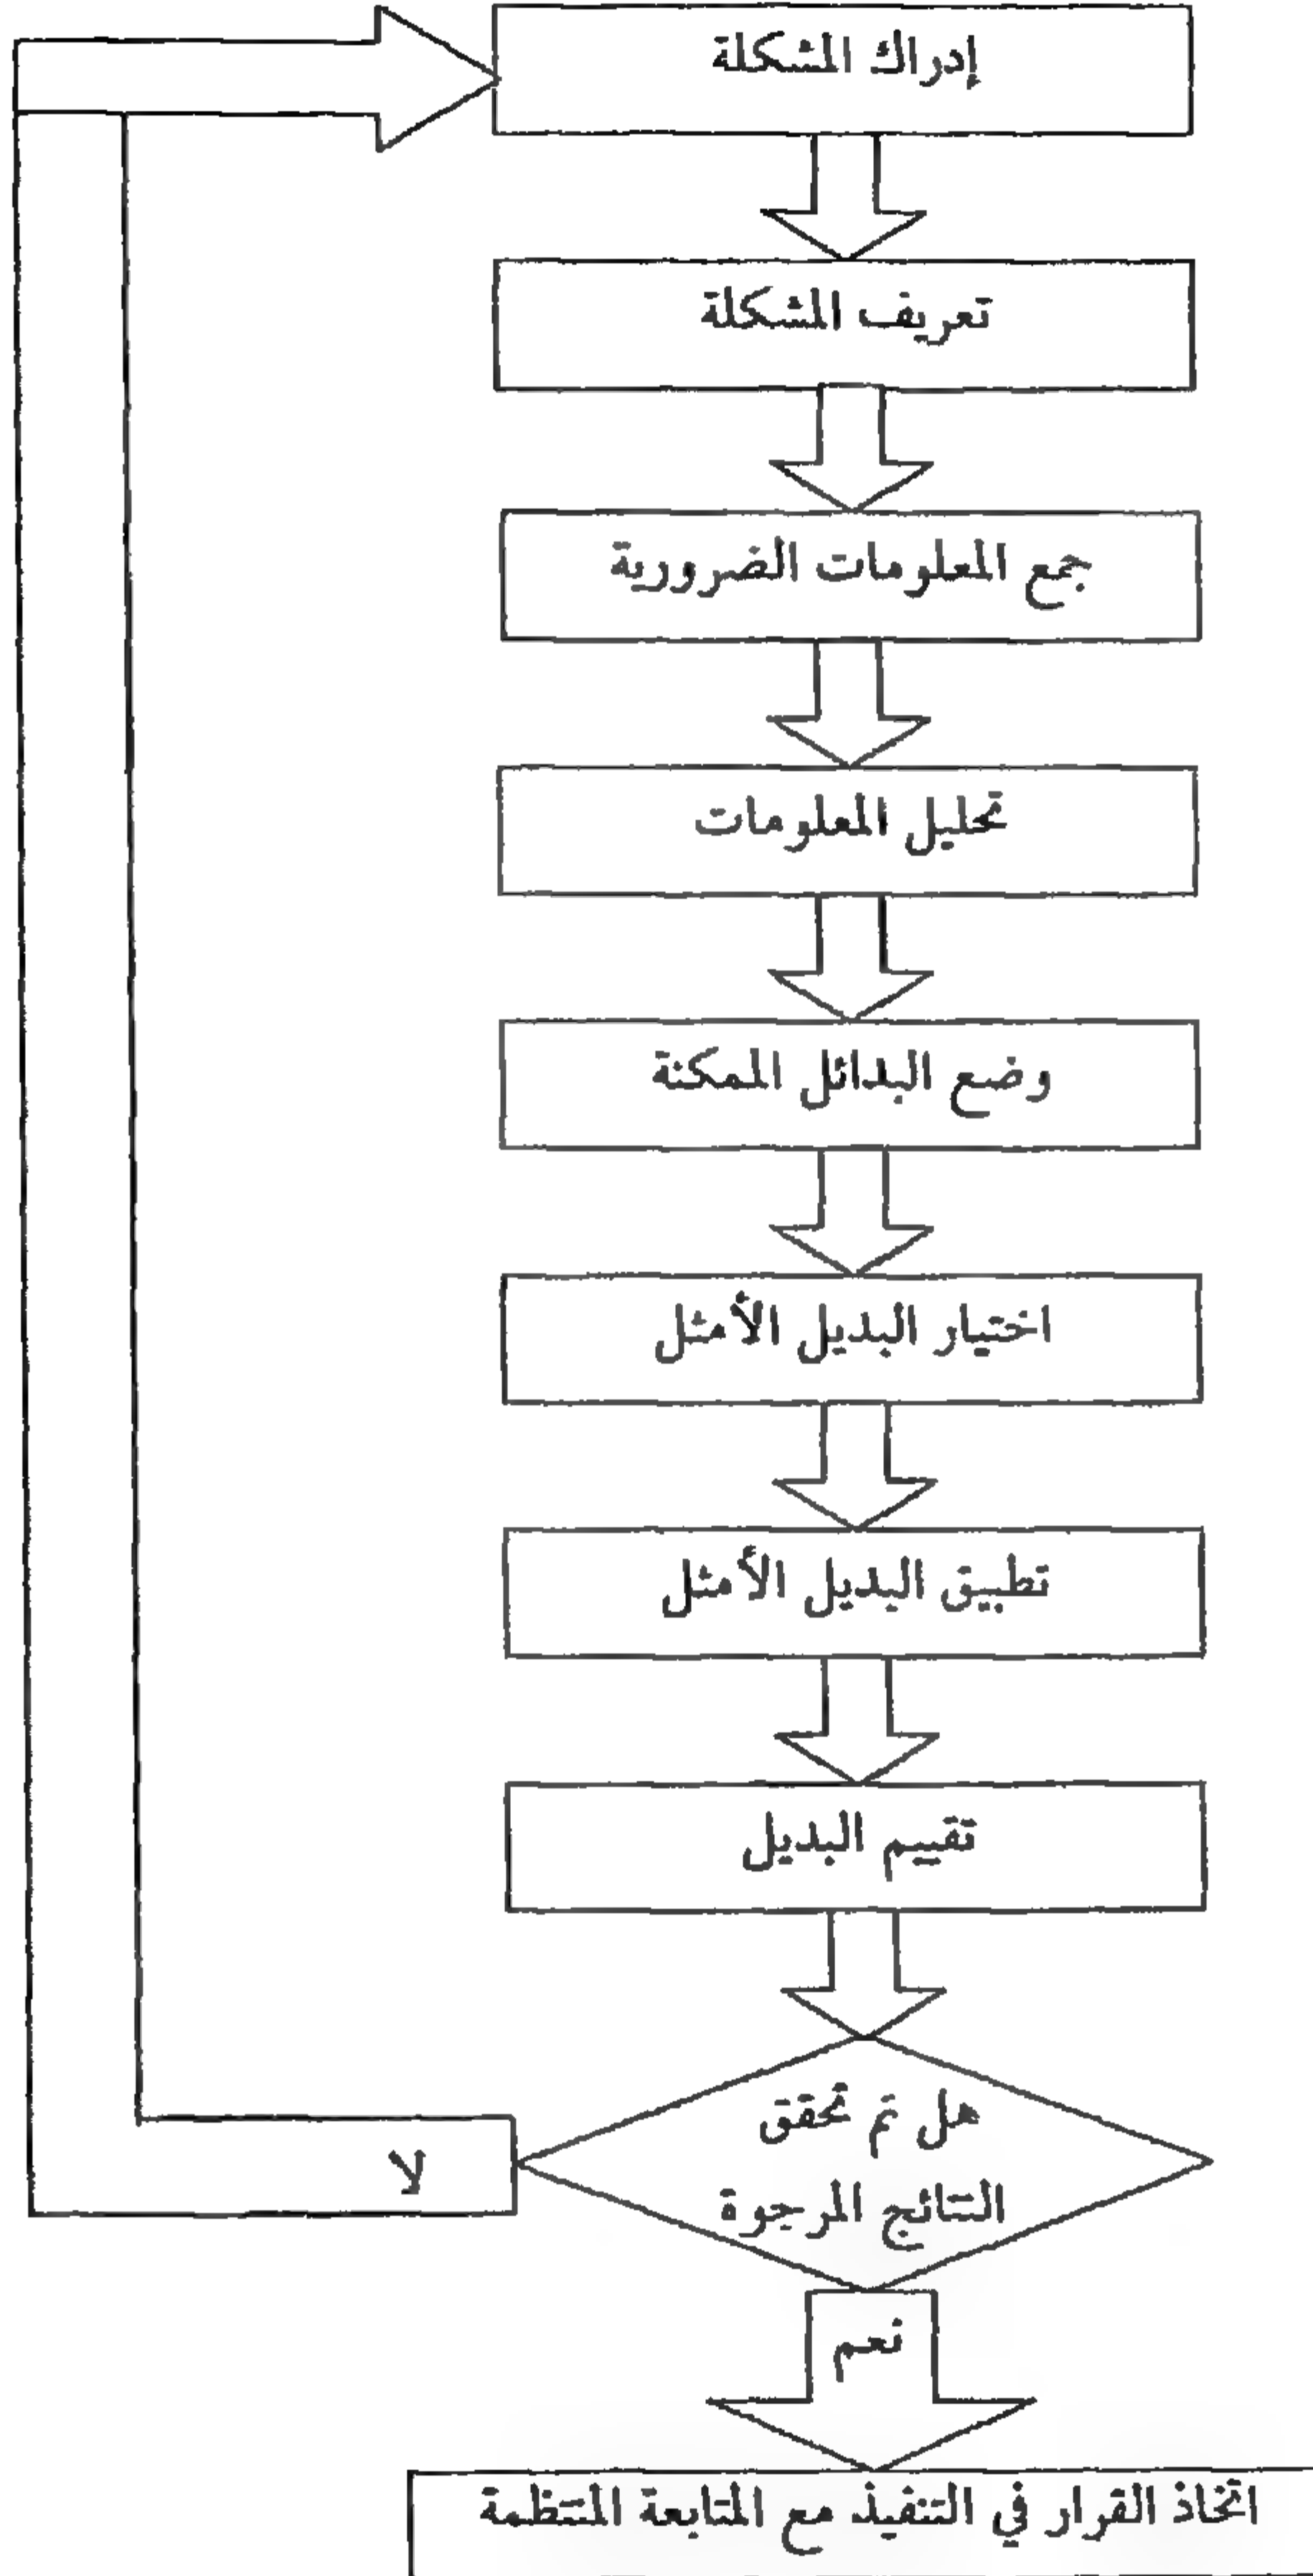 إدراك المشكلة
تعريف المشكلة
جمع المعلومات الضرورية
تحليل المعلومات
وضع البدائل الممكنة
اختيار البديل الأمثل
تطبيق البديل الأمثل
تقييم البديل
هل تم تحقق
النتائج المرجوة
لا
نعم
اتخاذ القرار في التنفيذ مع المتابعة المنتظمة